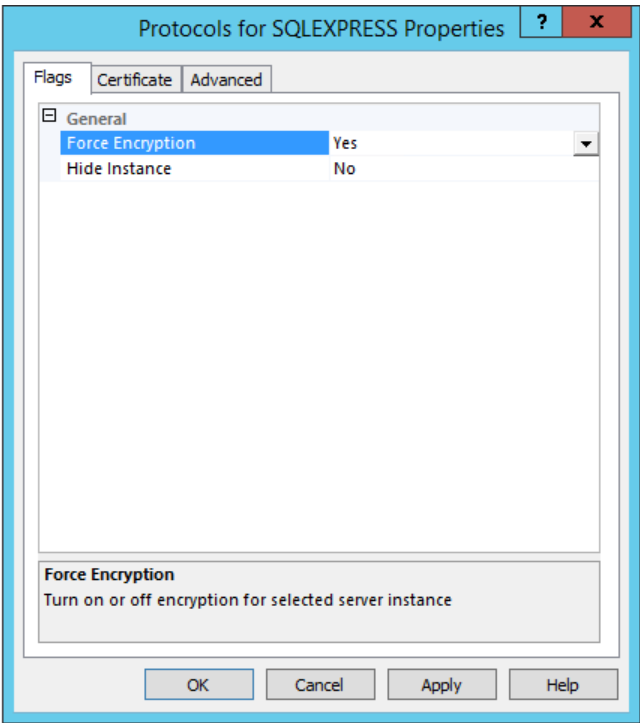 Protocols for SQLEXPRESS Properties ? x
Flags Certificate Advanced
General
Force Encryption Yes
Hide Instance No
Force Encryption
Turn on or off encryption for selected server instance
OK Cancel Apply Help